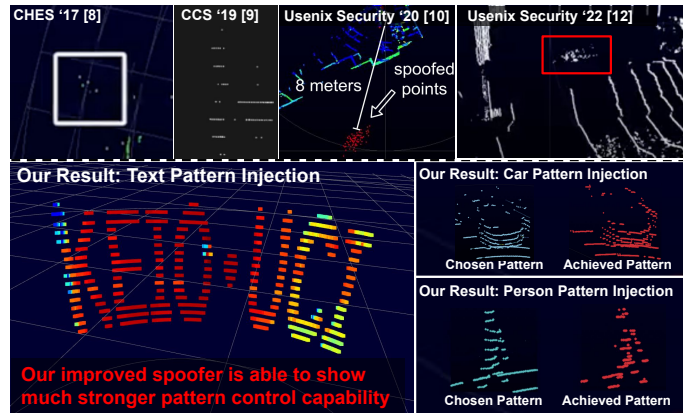 CHES ‘17 [8]
CCS ‘19 [9]
Usenix Security ‘20 [10]
Usenix Security ‘22 [12]
8 meters
spoofed
points
Our Result: Text Pattern Injection
Our improved spoofer is able to show
much stronger pattern control capability
Our Result: Car Pattern Injection
Chosen Pattern
Achieved Pattern
Our Result: Person Pattern Injection
Chosen Pattern
Achieved Pattern